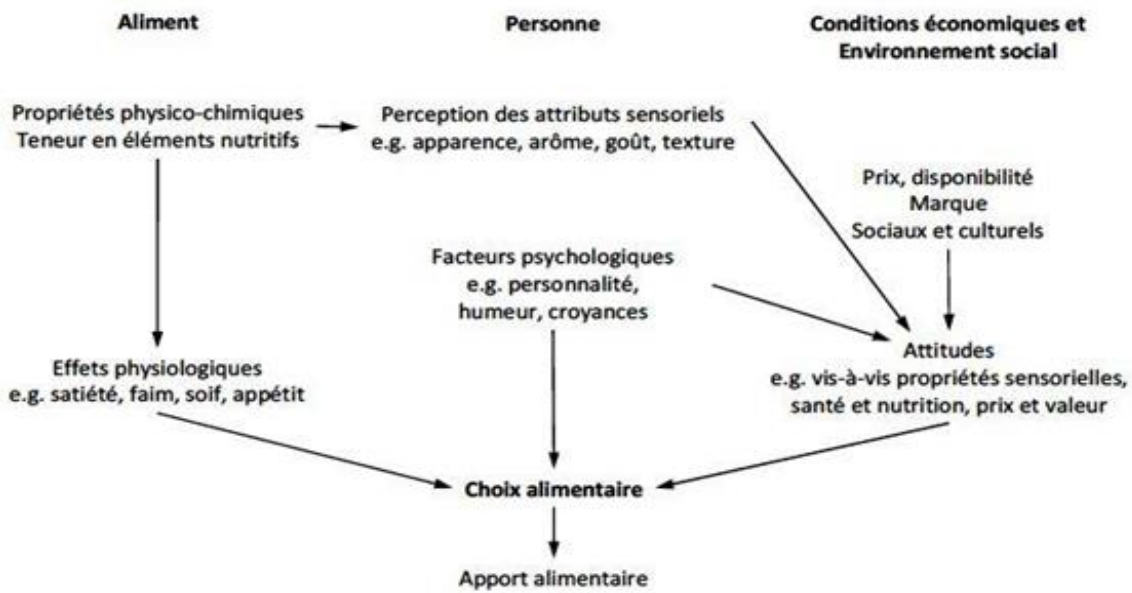 Aliment
Personne
Conditions économiques et
Environnement social
Propriétés physico-chimiques
Teneur en éléments nutritifs
Perception des attributs sensoriels
e.g. apparence, arôme, goût, texture
Prix, disponibilité
Marque
Sociaux et culturels
Facteurs psychologiques
e.g. personnalité,
humeur, croyances
Effets physiologiques
e.g. satiété, faim, soif, appétit
Attitudes
e.g. vis-à-vis propriétés sensorielles,
santé et nutrition, prix et valeur
Choix alimentaire
Apport alimentaire